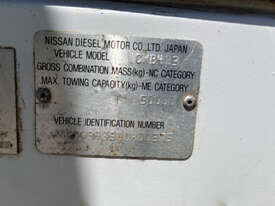 NISSAN DIESEL MOTOR CO., LTD. JAPAN
VEHICLE MODEL
GROSS COMBINATION MASS(kg)-NC CATEGORY
MAX. TOWING CAPACITY(kg)-ME CATEGORY
VEHICLE IDENTIFICATION NUMBER